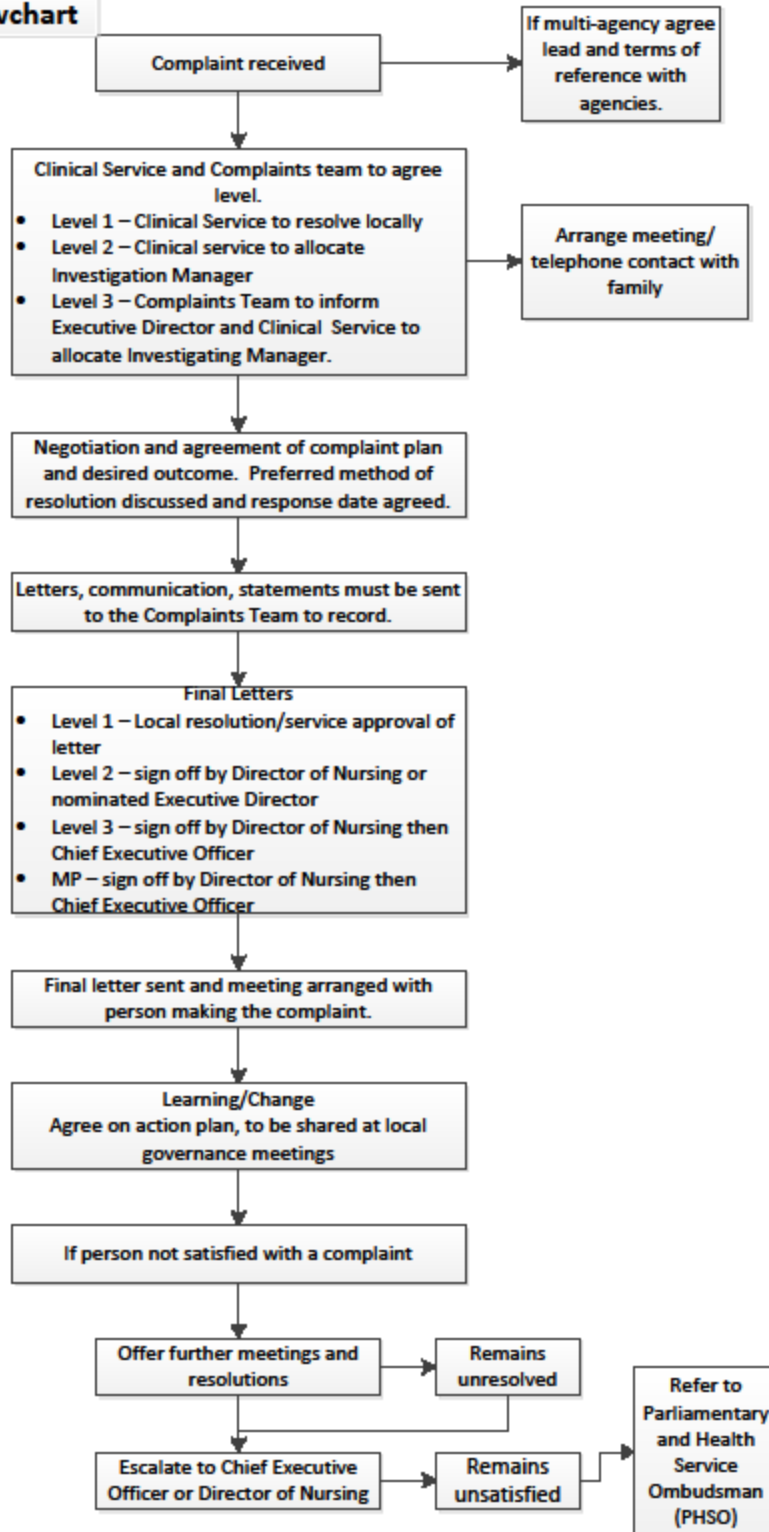 wchart
Complaint received
If multi-agency agree
lead and terms of
reference with
agencies.
Clinical Service and Complaints team to agree
level.
• Level 1 – Clinical Service to resolve locally
• Level 2 – Clinical service to allocate
Investigation Manager
• Level 3 – Complaints Team to inform
Executive Director and Clinical Service to
allocate Investigating Manager.
Arrange meeting/
telephone contact with
family
Negotiation and agreement of complaint plan
and desired outcome. Preferred method of
resolution discussed and response date agreed.
Letters, communication, statements must be sent
to the Complaints Team to record.
Final Letters
• Level 1 – Local resolution/service approval of
letter
• Level 2 – sign off by Director of Nursing or
nominated Executive Director
• Level 3 – sign off by Director of Nursing then
Chief Executive Officer
• MP – sign off by Director of Nursing then
Chief Executive Officer
Final letter sent and meeting arranged with
person making the complaint.
Learning/Change
Agree on action plan, to be shared at local
governance meetings
If person not satisfied with a complaint
Offer further meetings and
resolutions
Remains
unresolved
Escalate to Chief Executive
Officer or Director of Nursing
Remains
unsatisfied
Refer to
Parliamentary
and Health
Service
Ombudsman
(PHSO)